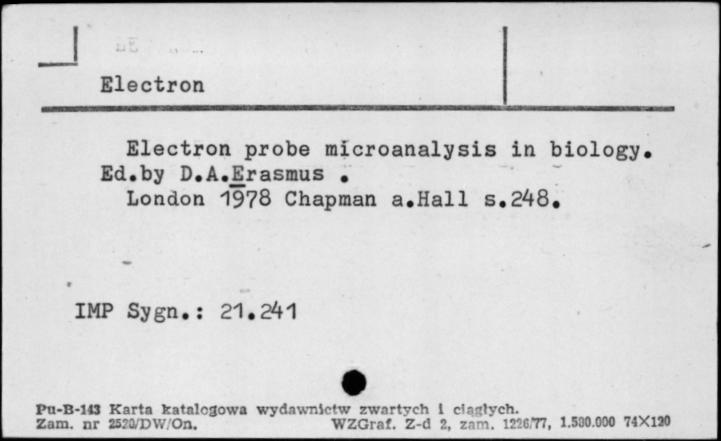 Electron
Electron probe microanalysis in biology.
Ed.by D.A.Erasmus .
London 1978 Chapman a.Hall s.248.
IMP Sygn.: 21.241
Pu-B-143 Karta katalogowa wydawnictw zwartych i ciągłych.
Zam. nr 2520/DW/On. WZGraf. Z-d 2, zam. 1226/77, 1.500.000 74X120